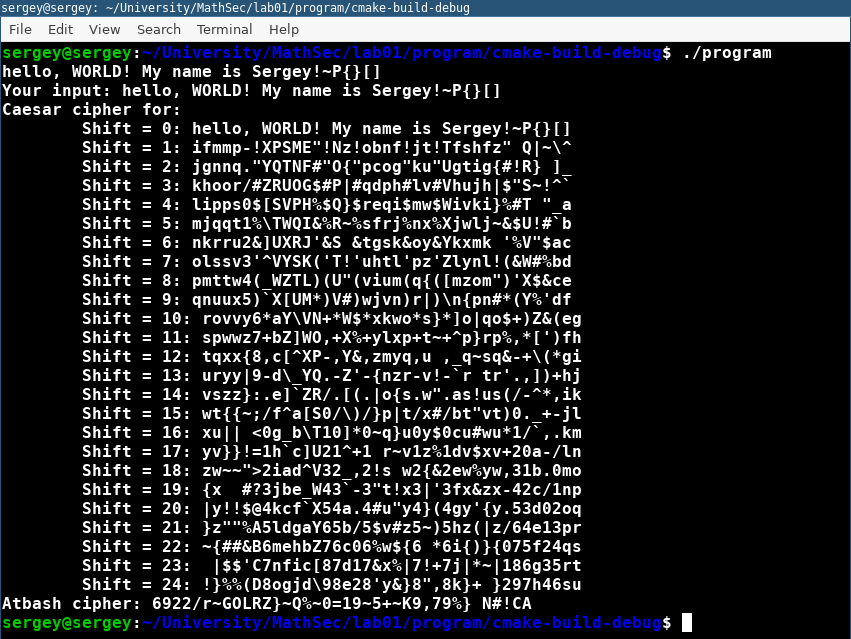 sergey@sergey: ~/University/MathSec/lab01/program/cmake-build-debug
File Edit View Search Terminal Help
sergey@sergey:~/University/MathSec/lab01/program/cmake-build-debug$ ./program
hello, WORLD! My name is Sergey!~P{}[]
Your input: hello, WORLD! My name is Sergey!~P{}[]
Caesar cipher for:
        Shift = 0: hello, WORLD! My name is Sergey!~P{}[]
        Shift = 1: ifmmp-!XPSME"!Nz!obnf!jt!Tfshfz" Q|~\^
        Shift = 2: jgnnq."YQTNF#"O{"pcog"ku"Ugtig{#!R} ]_
        Shift = 3: khoor/#ZRUOG$#P|#qdph#lv#Vhujh|$"S~!^`
        Shift = 4: lipps0$[SVPH%$Q}$reqi$mw$Wivki}%#T "_a
        Shift = 5: mjqqt1%\TWQI&%R~%sfrj%nx%Xjwlj~&$U!#`b
        Shift = 6: nkrru2&]UXRJ'&S &tgsk&oy&Ykxmk '%V"$ac
        Shift = 7: olssv3'^VYSK('T!'uhtl'pz'Zlynl!(&W#%bd
        Shift = 8: pmttw4(_WZTL)(U"(vium(q{([mzom")'X$&ce
        Shift = 9: qnuux5)`X[UM*)V#)wjvn)r|)\n{pn#*(Y%'df
        Shift = 10: rovvy6*aY\VN+*W$*xkwo*s}*]o|qo$+)Z&(eg
        Shift = 11: spwwz7+bZ]WO,+X%+ylxp+t~+^p}rp%,*[')fh
        Shift = 12: tqxx{8,c[^XP-,Y&,zmyq,u ,_q~sq&-+\(*gi
        Shift = 13: uryy|9-d\_YQ.-Z'-{nzr-v!-`r tr'.,])+hj
        Shift = 14: vszz}:.e]`ZR/.[(.|o{s.w".as!us(/-^*,ik
        Shift = 15: wt{{~;/f^a[S0/\)/}p|t/x#/bt"vt)0._+-jl
        Shift = 16: xu|| <0g_b\T10]*0~q}u0y$0cu#wu*1/`,.km
        Shift = 17: yv}}!=1h`c]U21^+1 r~v1z%1dv$xv+20a-/ln
        Shift = 18: zw~~">2iad^V32_,2!s w2{&2ew%yw,31b.0mo
        Shift = 19: {x  #?3jbe_W43`-3"t!x3|'3fx&zx-42c/1np
        Shift = 20: |y!!$@4kcf`X54a.4#u"y4}(4gy'{y.53d02oq
        Shift = 21: }z""%A5ldgaY65b/5$v#z5~)5hz(|z/64e13pr
        Shift = 22: ~{##&B6mehbZ76c06%w${6 *6i{)}{075f24qs
        Shift = 23:  |$$'C7nfic[87d17&x%|7!+7j|*~|186g35rt
        Shift = 24: !}%%(D8ogjd\98e28'y&}8",8k}+ }297h46su
Atbash cipher: 6922/r~GOLRZ}~Q%~0=19~5+~K9,79%} N#!CA
sergey@sergey:~/University/MathSec/lab01/program/cmake-build-debug$